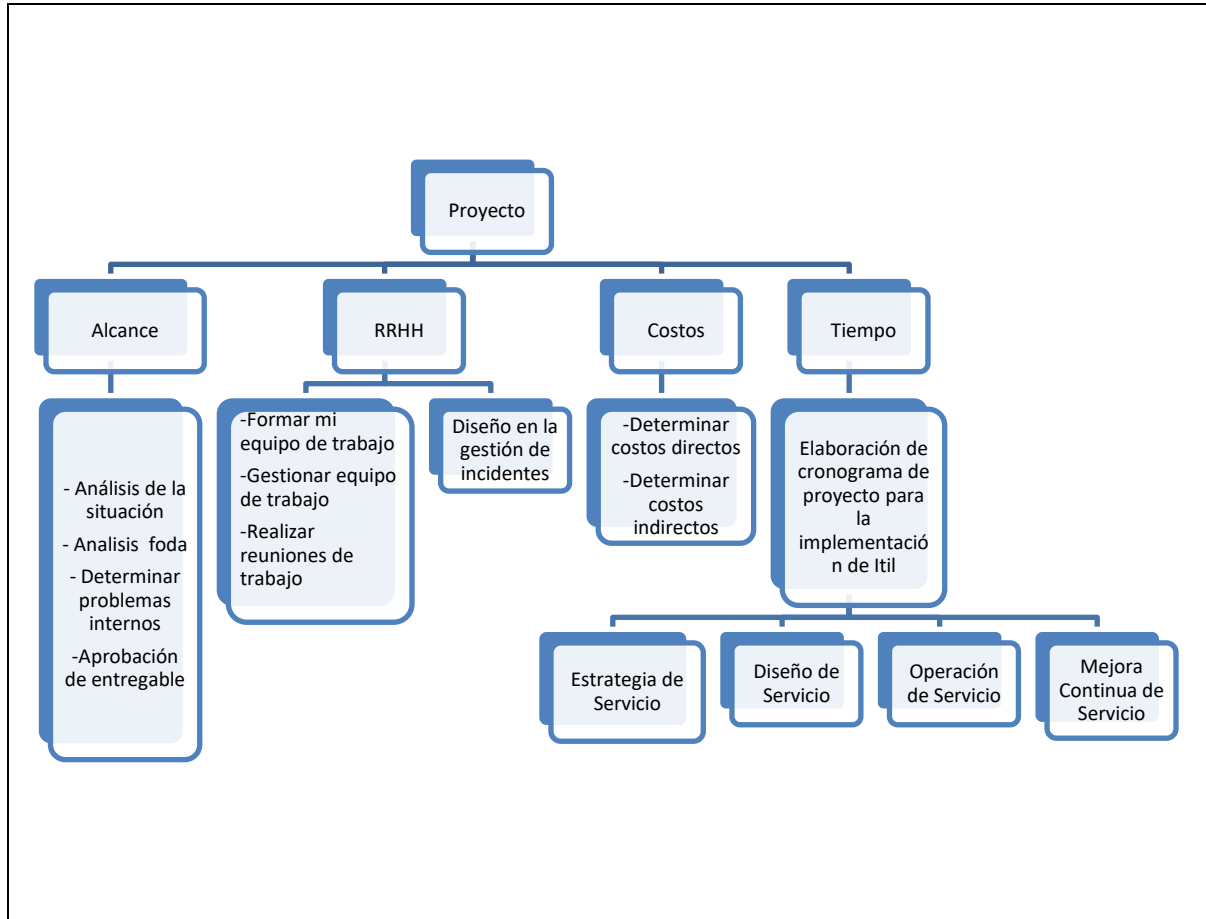 Proyecto
Alcance
RRHH
Costos
Tiempo
- Análisis de la
situación
- Analisis foda
- Determinar
problemas
internos
-Aprobación
de entregable
-Formar mi
equipo de trabajo
-Gestionar equipo
de trabajo
-Realizar
reuniones de
trabajo
Diseño en la
gestión de
incidentes
-Determinar
costos directos
-Determinar
costos
indirectos
Elaboración de
cronograma de
proyecto para
la
implementació
n de Itil
Estrategia de
Servicio
Diseño de
Servicio
Operación
de Servicio
Mejora
Continua de
Servicio